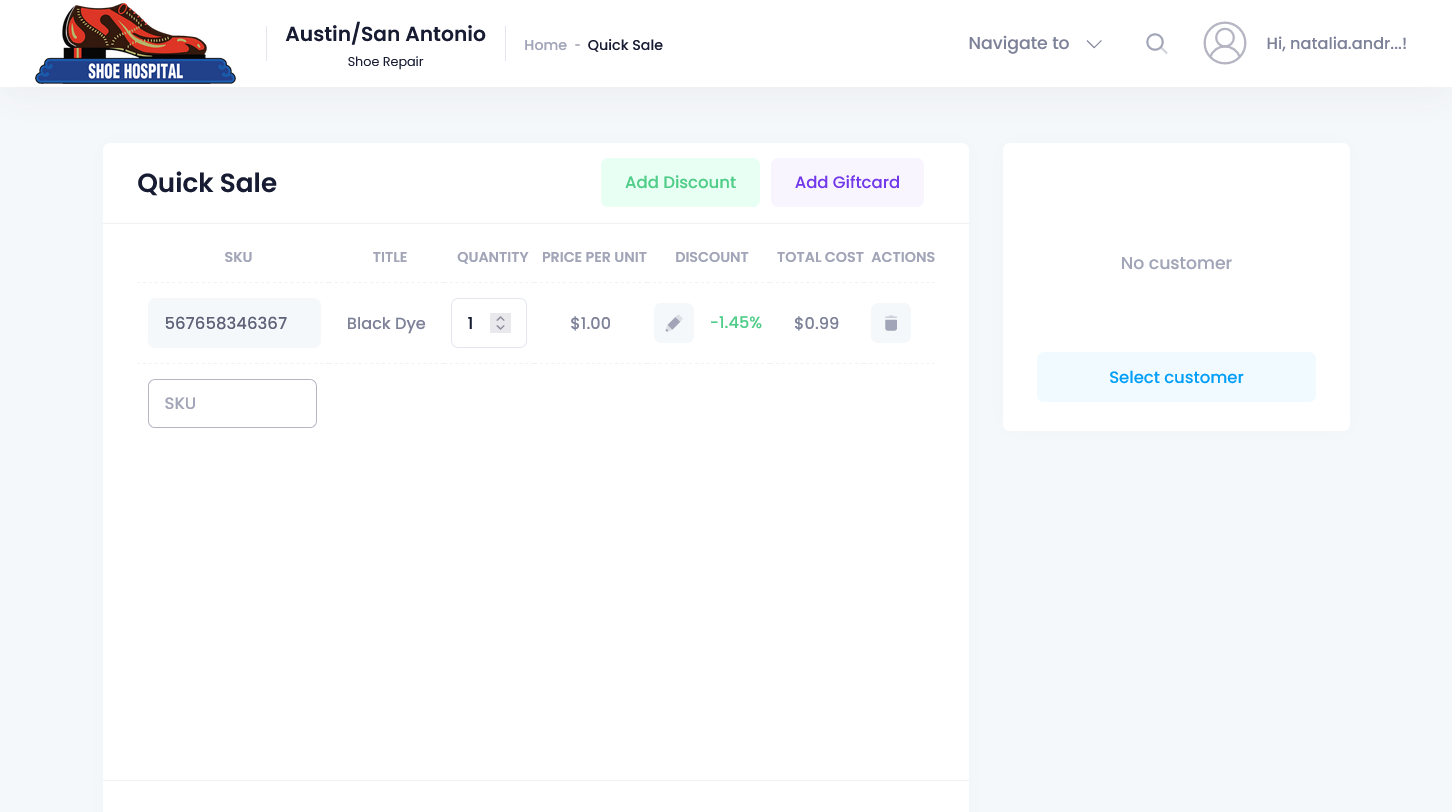 SHOE HOSPITAL
Austin/San Antonio
Shoe Repair
Home - Quick Sale
Navigate to
Hi, natalia.andr...!
Quick Sale
Add Discount
Add Giftcard
SKU TITLE QUANTITY PRICE PER UNIT DISCOUNT TOTAL COST ACTIONS
567658346367 Black Dye 1 $1.00 -1.45% $0.99
SKU
No customer
Select customer